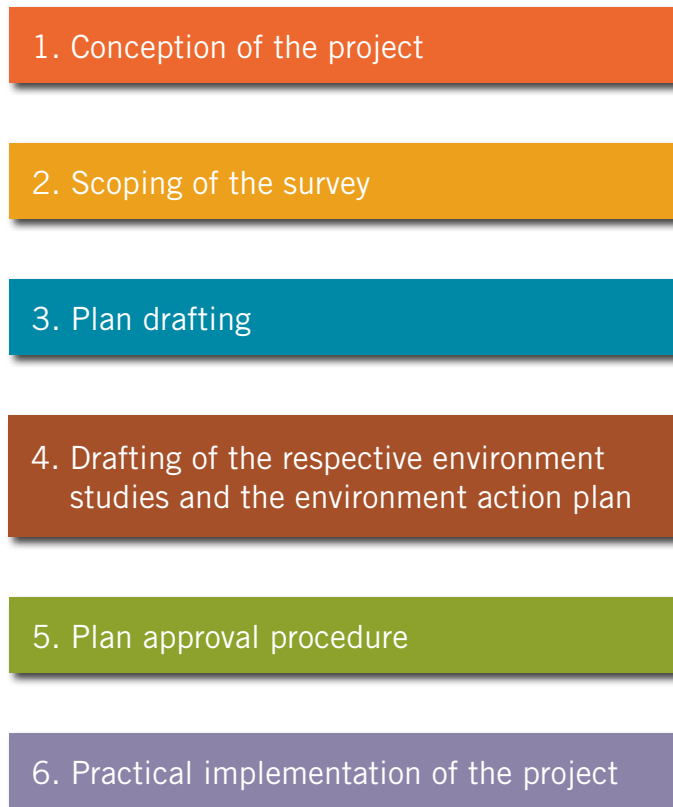 1. Conception of the project
2. Scoping of the survey
3. Plan drafting
4. Drafting of the respective environment
studies and the environment action plan
5. Plan approval procedure
6. Practical implementation of the project